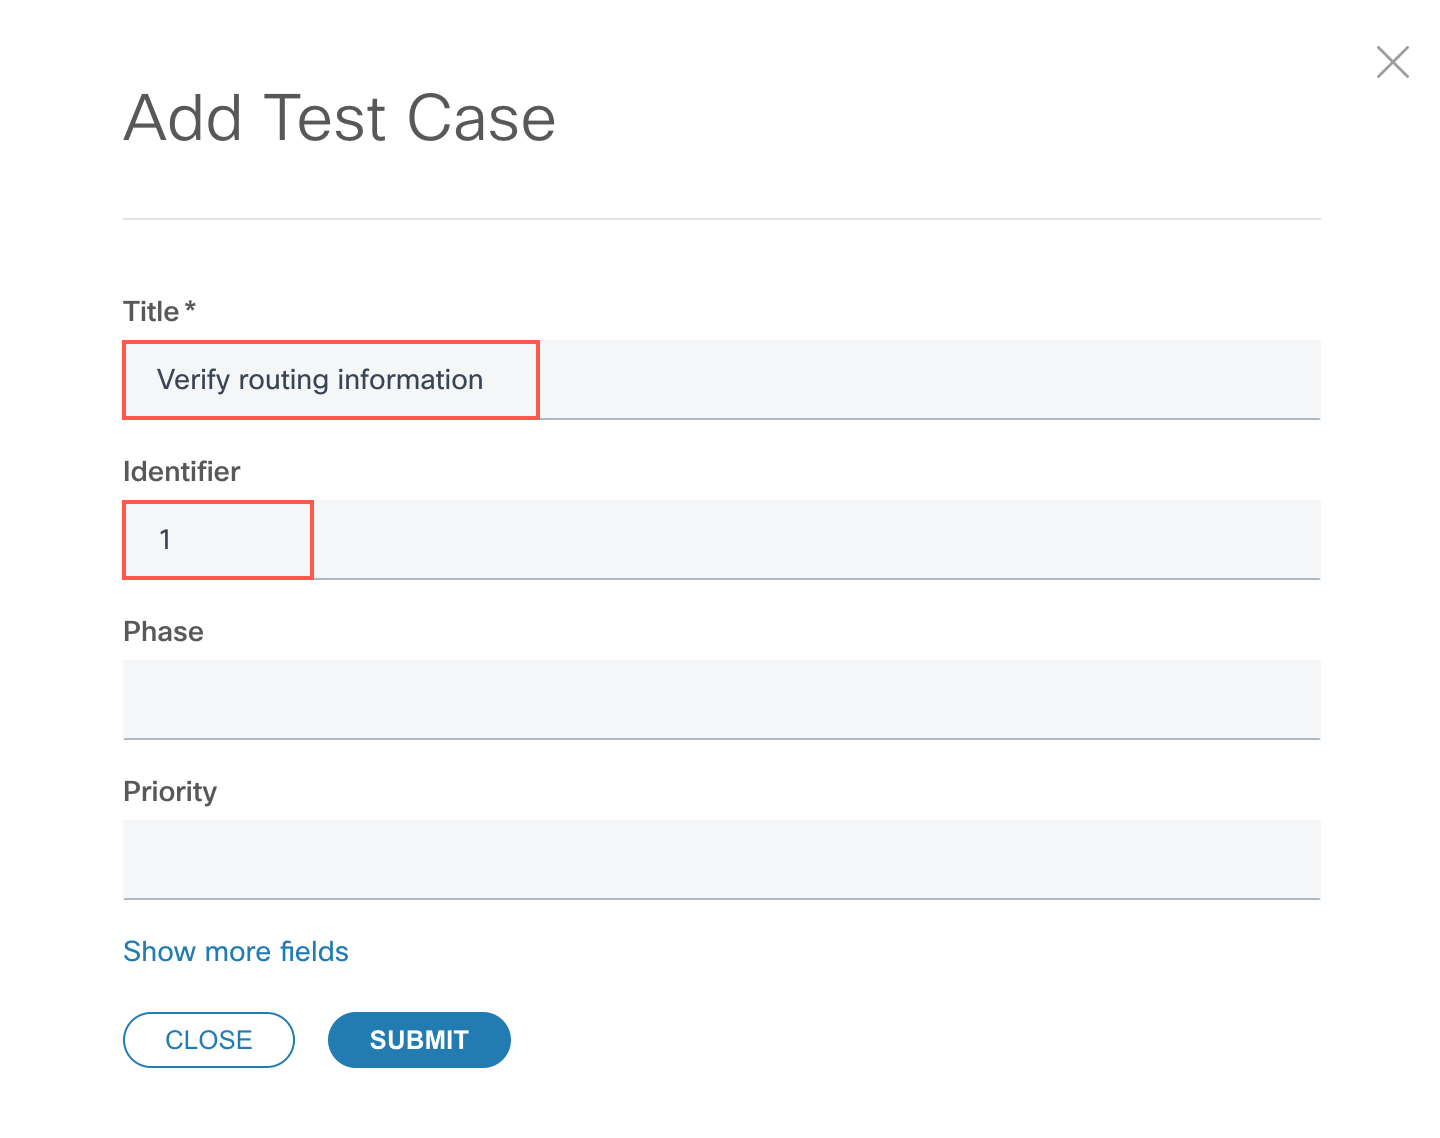 Add Test Case
Title *
Verify routing information
Identifier
1
Phase
Priority
Show more fields
CLOSE SUBMIT